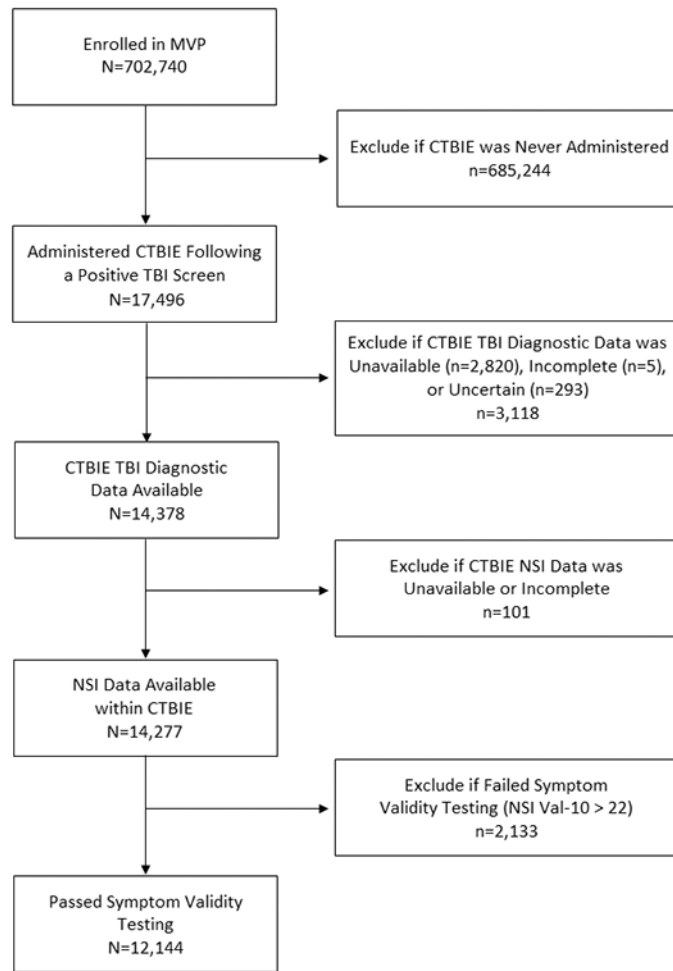 Enrolled in MVP
N=702,740
Exclude if CTBIE was Never Administered
n=685,244
Administered CTBIE Following
a Positive TBI Screen
N=17,496
Exclude if CTBIE TBI Diagnostic Data was
Unavailable (n=2,820), Incomplete (n=5),
or Uncertain (n=293)
n=3,118
CTBIE TBI Diagnostic
Data Available
N=14,378
Exclude if CTBIE NSI Data was
Unavailable or Incomplete
n=101
NSI Data Available
within CTBIE
N=14,277
Exclude if Failed Symptom
Validity Testing (NSI Val-10 > 22)
n=2,133
Passed Symptom Validity
Testing
N=12,144